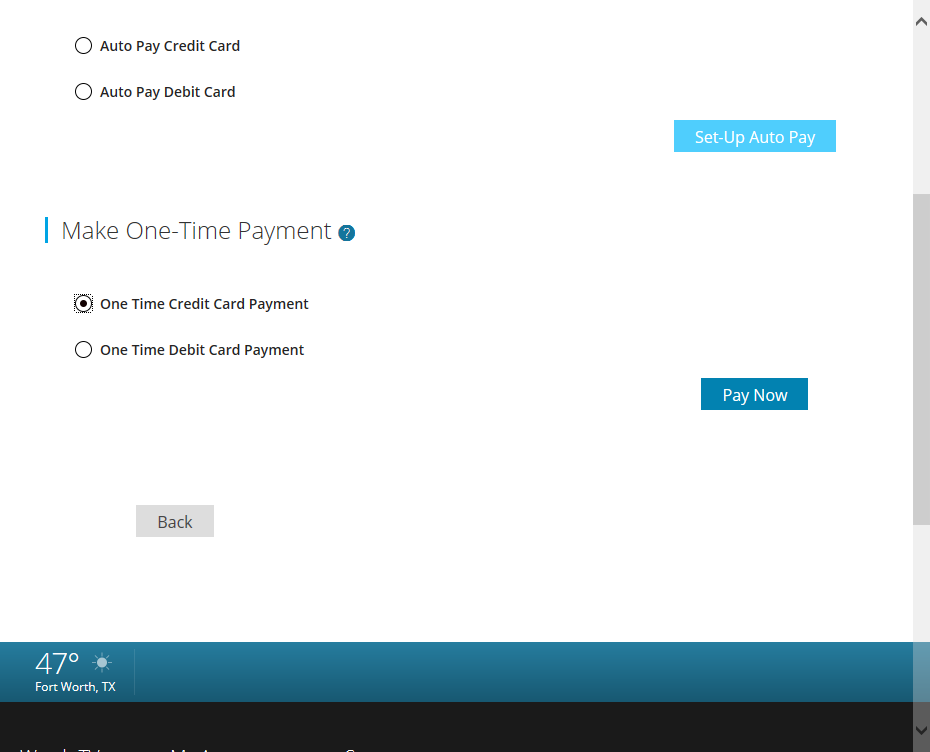 Auto Pay Credit Card
Auto Pay Debit Card
Set-Up Auto Pay
Make One-Time Payment ?
One Time Credit Card Payment
One Time Debit Card Payment
Pay Now
Back
47°
Fort Worth, TX